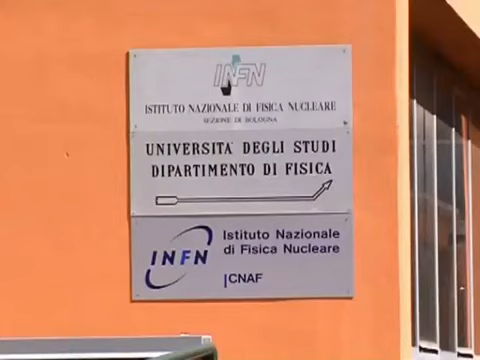 INFN
ISTITUTO NAZIONALE DI FISICA NUCLEARE
SEZIONE DI BOLOGNA
UNIVERSITA' DEGLI STUDI
DIPARTIMENTO DI FISICA
INFN
Istituto Nazionale
di Fisica Nucleare
CNAF